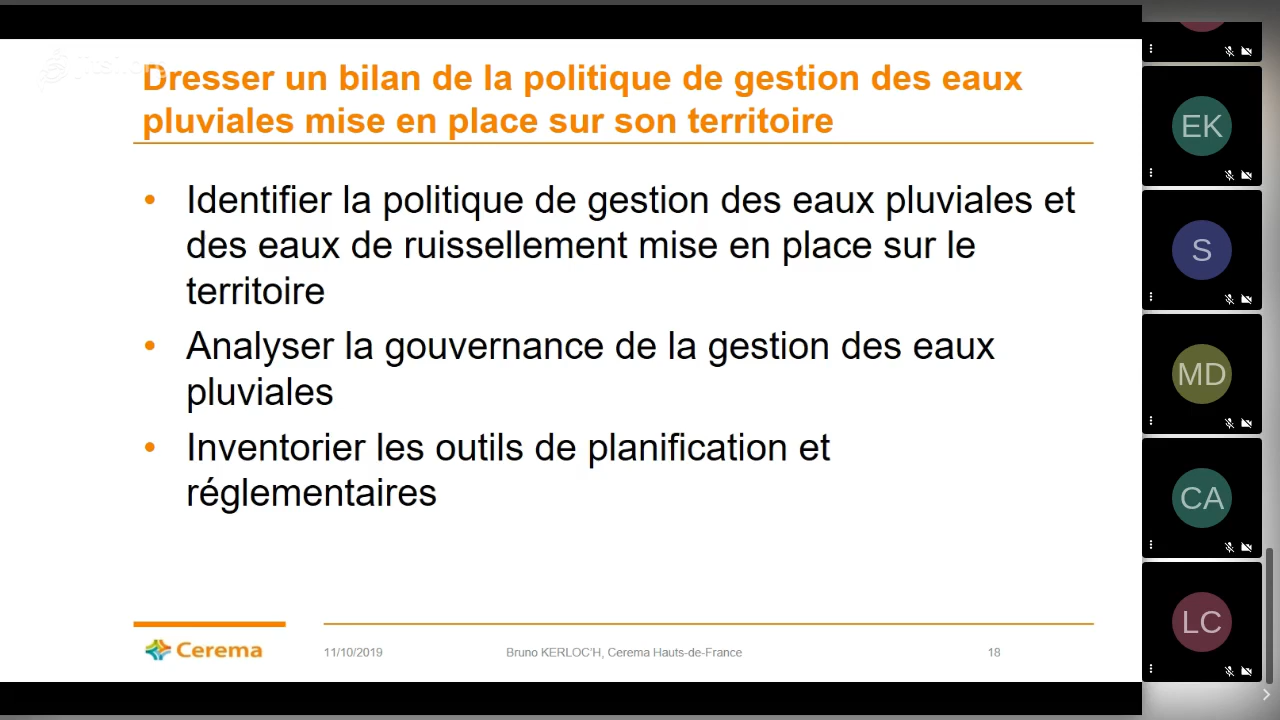 Dresser un bilan de la politique de gestion des eaux
pluviales mise en place sur son territoire
• Identifier la politique de gestion des eaux pluviales et
des eaux de ruissellement mise en place sur le
territoire
• Analyser la gouvernance de la gestion des eaux
pluviales
• Inventorier les outils de planification et
réglementaires
Cerema
11/10/2019
Bruno KERLOC'H, Cerema Hauts-de-France
18
EK
S
MD
CA
LC